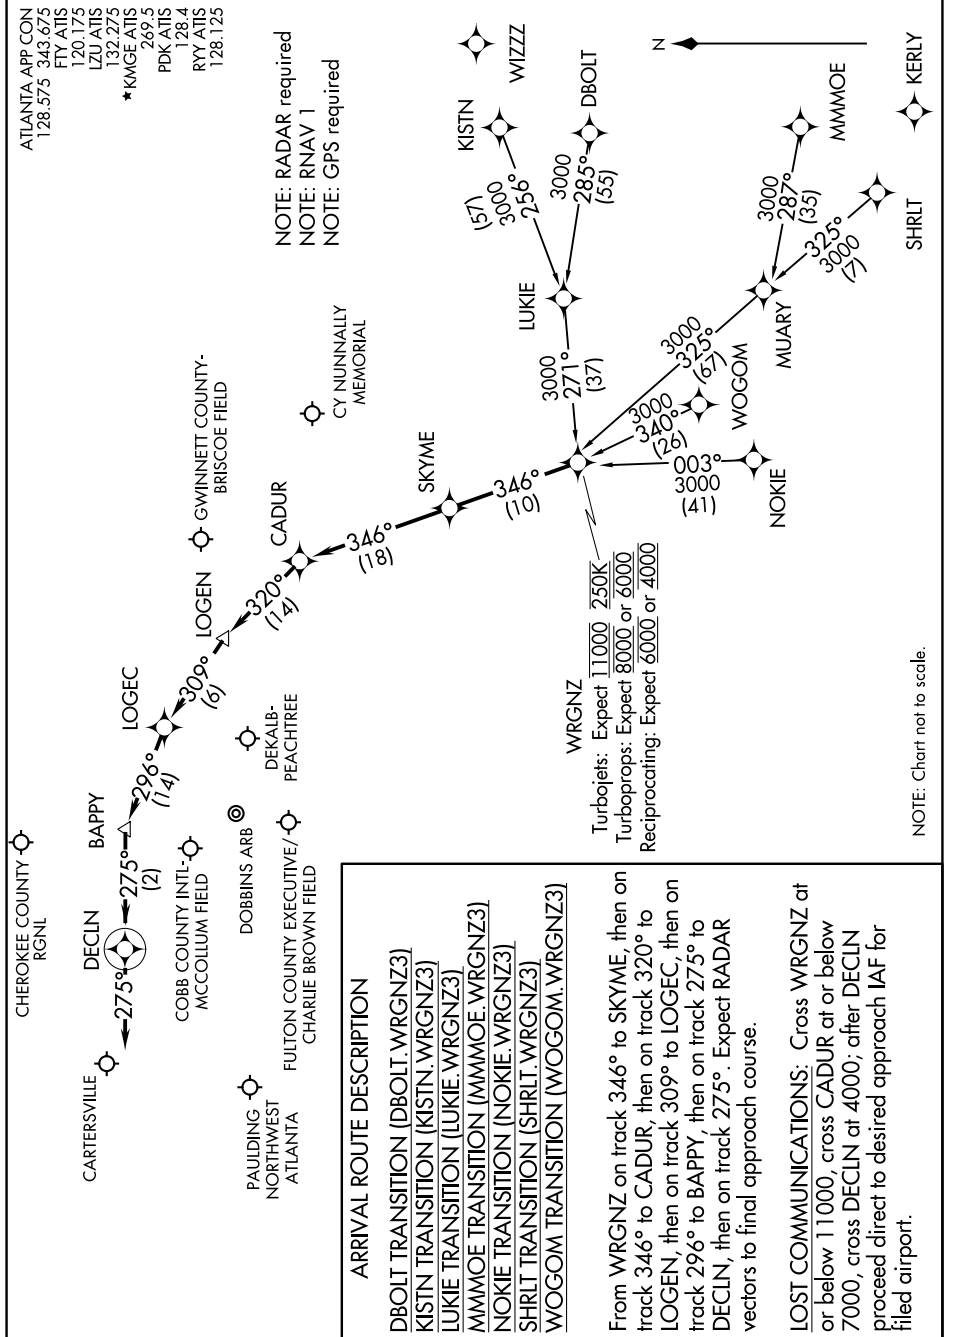 ATLANTA APP CON
128.575 343.675
FTY ATIS
120.175
LZU ATIS
132.275
★KMGE ATIS
269.5
PDK ATIS
128.4
RYY ATIS
128.125
NOTE: RADAR required
NOTE: RNAV 1
NOTE: GPS required
CHEROKEE COUNTY
RGNL
CARTERSVILLE
275°
DECLN
275°
(2)
BAPPY
296°
(14)
LOGEC
309°
(6)
LOGEN
320°
(14)
CADUR
346°
(18)
SKYME
346°
(10)
COBB COUNTY INTL-
MCCOLLUM FIELD
DOBBINS ARB
PAULDING
NORTHWEST
ATLANTA
FULTON COUNTY EXECUTIVE/
CHARLIE BROWN FIELD
DEKALB-
PEACHTREE
GWINNETT COUNTY-
BRISCOE FIELD
CY NUNNALLY
MEMORIAL
KISTN
WIZZZ
(57)
3000
256°
DBOLT
3000
285°
(55)
LUKIE
3000
271°
(37)
N
MMMOE
3000
287°
(35)
KERLY
SHRLT
325°
3000
(7)
MUARY
3000
325°
(67)
WOGOM
3000
340°
(26)
NOKIE
003°
3000
(41)
WRGNZ
Turbojets: Expect 11000 250K
Turboprops: Expect 8000 or 6000
Reciprocating: Expect 6000 or 4000
NOTE: Chart not to scale.
ARRIVAL ROUTE DESCRIPTION
DBOLT TRANSITION (DBOLT.WRGNZ3)
KISTN TRANSITION (KISTN.WRGNZ3)
LUKIE TRANSITION (LUKIE.WRGNZ3)
MMMOE TRANSITION (MMMOE.WRGNZ3)
NOKIE TRANSITION (NOKIE.WRGNZ3)
SHRLT TRANSITION (SHRLT.WRGNZ3)
WOGOM TRANSITION (WOGOM.WRGNZ3)
From WRGNZ on track 346° to SKYME, then on
track 346° to CADUR, then on track 320° to
LOGEN, then on track 309° to LOGEC, then on
track 296° to BAPPY, then on track 275° to
DECLN, then on track 275°. Expect RADAR
vectors to final approach course.
LOST COMMUNICATIONS: Cross WRGNZ at
or below 11000, cross CADUR at or below
7000, cross DECLN at 4000; after DECLN
proceed direct to desired approach IAF for
filed airport.